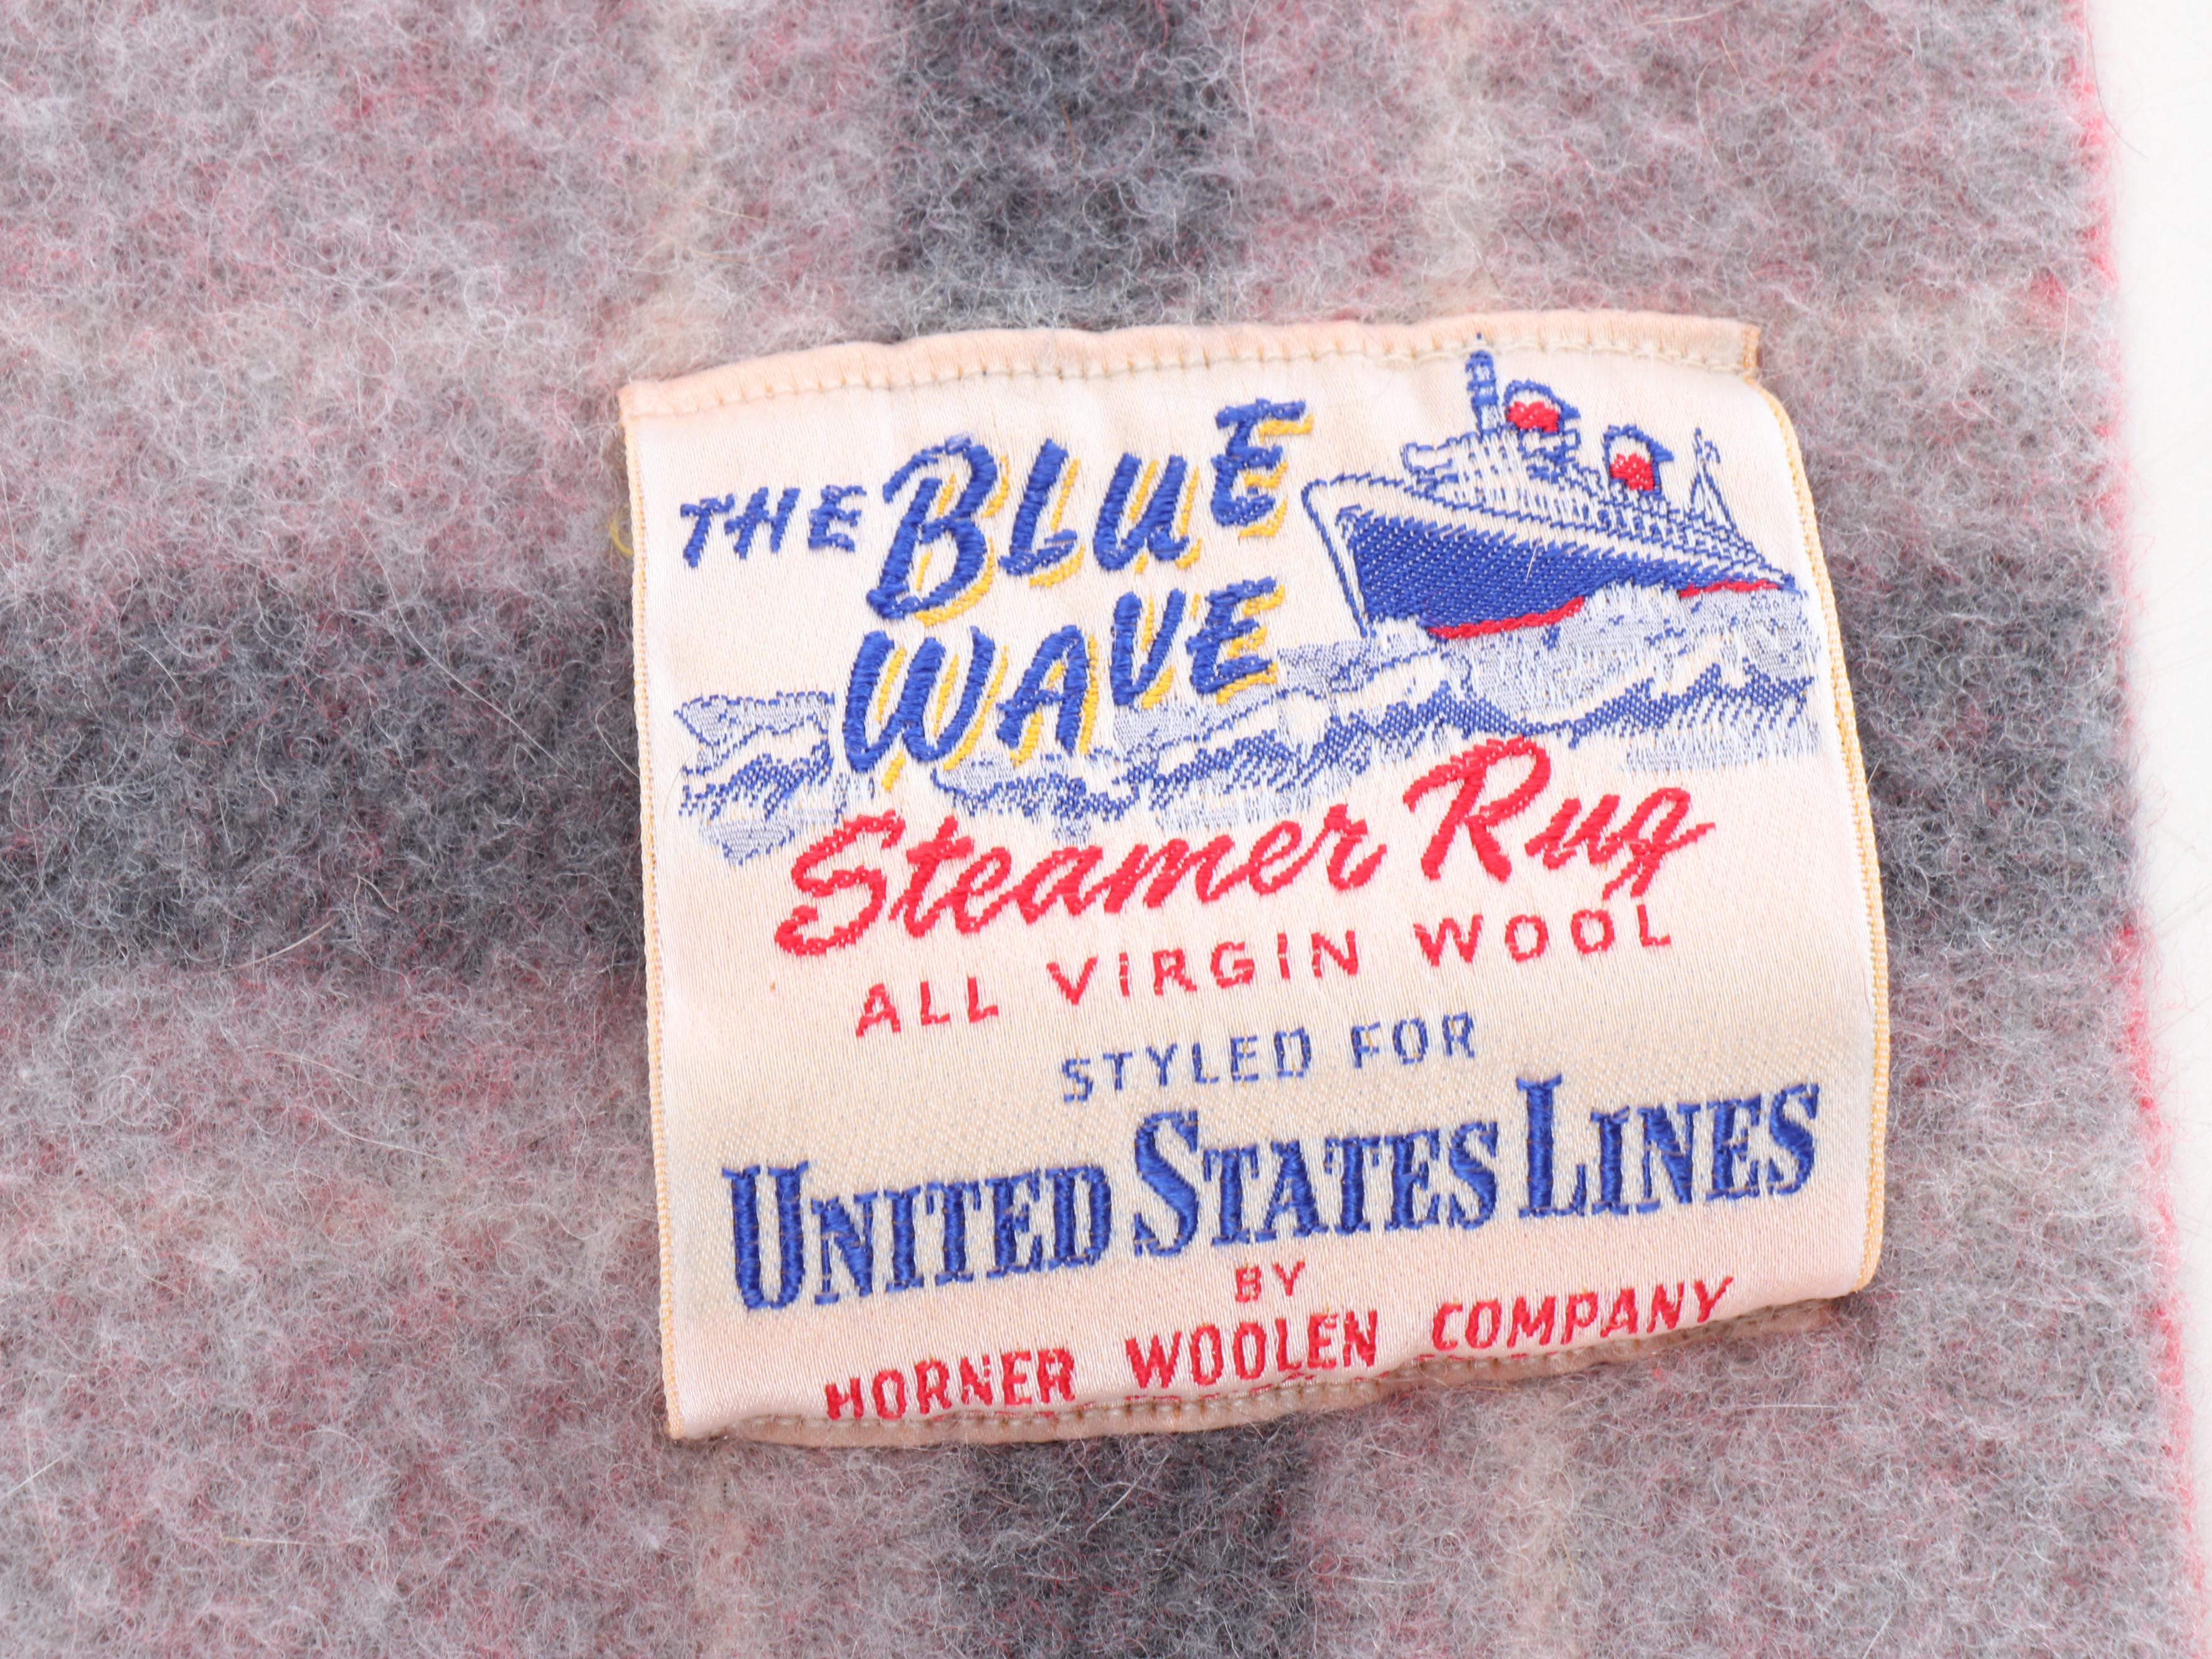 THE BLUE
WAVE
Steamer Rug
ALL VIRGIN WOOL
STYLED FOR
UNITED STATES LINES
BY
HORNER WOOLEN COMPANY